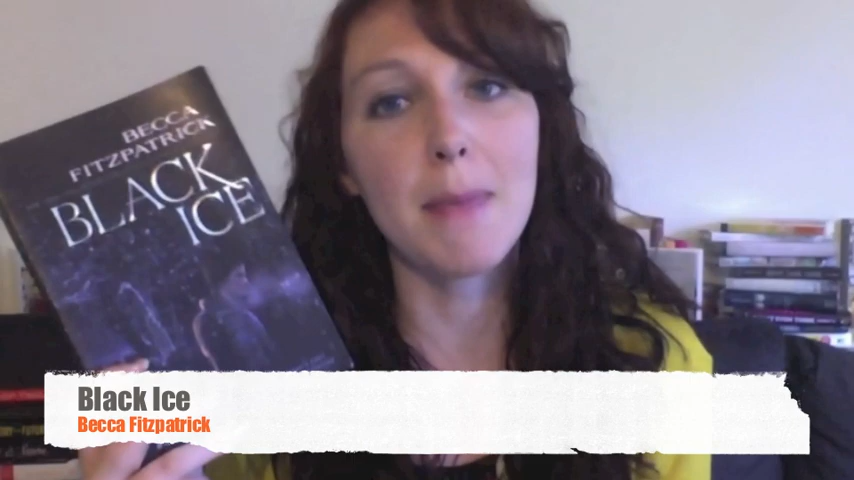 BECCA
FITZPATRICK
BLACK
ICE
Black Ice
Becca Fitzpatrick